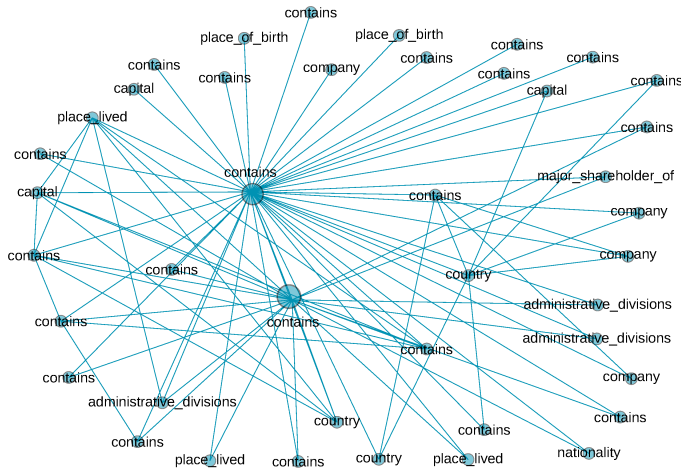 contains
place_of_birth
place_of_birth
contains
contains
contains
contains
company
contains
contains
contains
capital
capital
place_lived
contains
contains
contains
major_shareholder_of
capital
contains
company
contains
company
contains
country
administrative_divisions
contains
contains
administrative_divisions
contains
contains
company
administrative_divisions
contains
country
contains
contains
place_lived
contains
country
place_lived
nationality